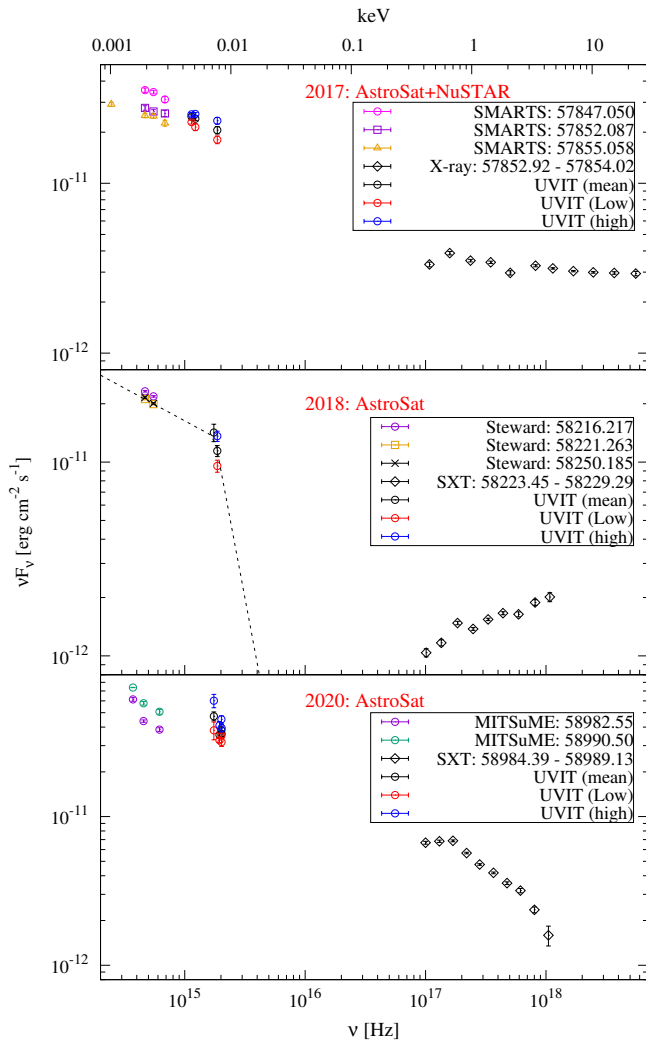 keV
0.001 0.01 0.1 1 10
2017: AstroSat+NuSTAR
SMARTS: 57847.050
SMARTS: 57852.087
SMARTS: 57855.058
X-ray: 57852.92 - 57854.02
UVIT (mean)
UVIT (Low)
UVIT (high)
10⁻¹¹
10⁻¹²
2018: AstroSat
Steward: 58216.217
Steward: 58221.263
Steward: 58250.185
SXT: 58223.45 - 58229.29
UVIT (mean)
UVIT (Low)
UVIT (high)
10⁻¹¹
10⁻¹²
νFᵥ [erg cm⁻² s⁻¹]
2020: AstroSat
MITSuME: 58982.55
MITSuME: 58990.50
SXT: 58984.39 - 58989.13
UVIT (mean)
UVIT (Low)
UVIT (high)
10⁻¹¹
10⁻¹²
10¹⁵ 10¹⁶ 10¹⁷ 10¹⁸
ν [Hz]